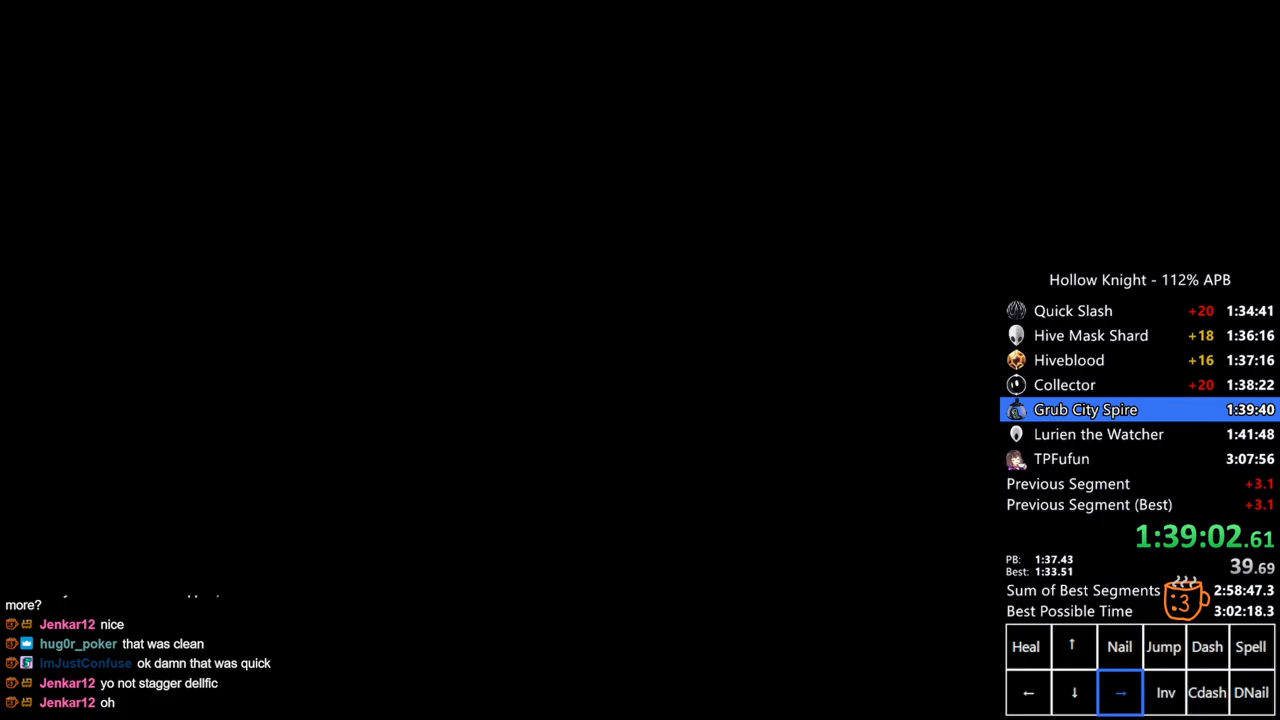 Hollow Knight - 112% APB
Quick Slash +20 1:34:41
Hive Mask Shard +18 1:36:16
Hiveblood +16 1:37:16
Collector +20 1:38:22
Grub City Spire 1:39:40
Lurien the Watcher 1:41:48
TPFufun 3:07:56
Previous Segment +3.1
Previous Segment (Best) +3.1
1:39:02.61
PB: 1:37.43 39.69
Best: 1:33.51
Sum of Best Segments 2:58:47.3
Best Possible Time 3:02:18.3
:3
Heal ↑ Nail Jump Dash Spell
← ↓ → Inv Cdash DNail
more?
Jenkar12 nice
hug0r_poker that was clean
ImJustConfuse ok damn that was quick
Jenkar12 yo not stagger dellfic
Jenkar12 oh